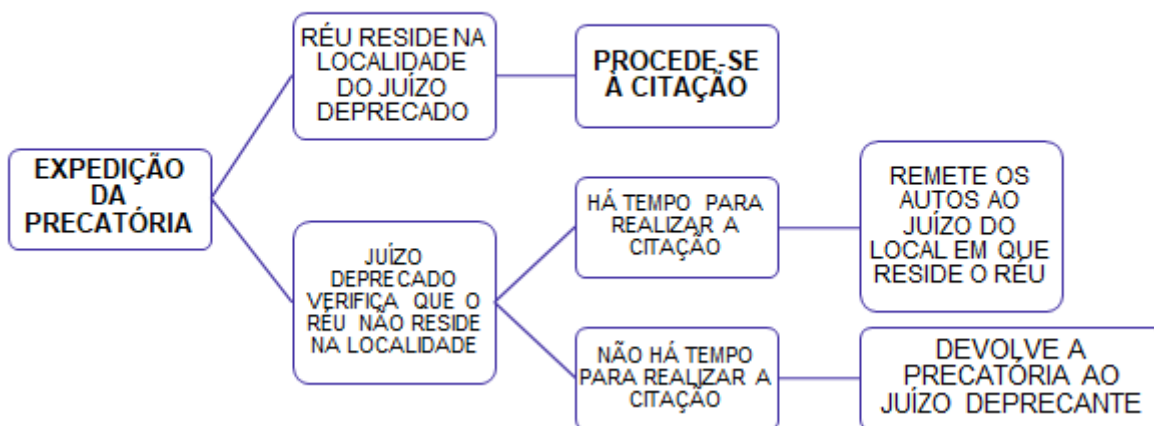 EXPEDIÇÃO
DA
PRECATÓRIA
RÉU RESIDE NA
LOCALIDADE
DO JUÍZO
DEPRECADO
PROCEDE-SE
À CITAÇÃO
JUÍZO
DEPRECADO
VERIFICA QUE O
RÉU NÃO RESIDE
NA LOCALIDADE
HÁ TEMPO PARA
REALIZAR A
CITAÇÃO
REMETE OS
AUTOS AO
JUÍZO DO
LOCAL EM QUE
RESIDE O RÉU
NÃO HÁ TEMPO
PARA REALIZAR A
CITAÇÃO
DEVOLVE A
PRECATÓRIA AO
JUÍZO DEPRECANTE